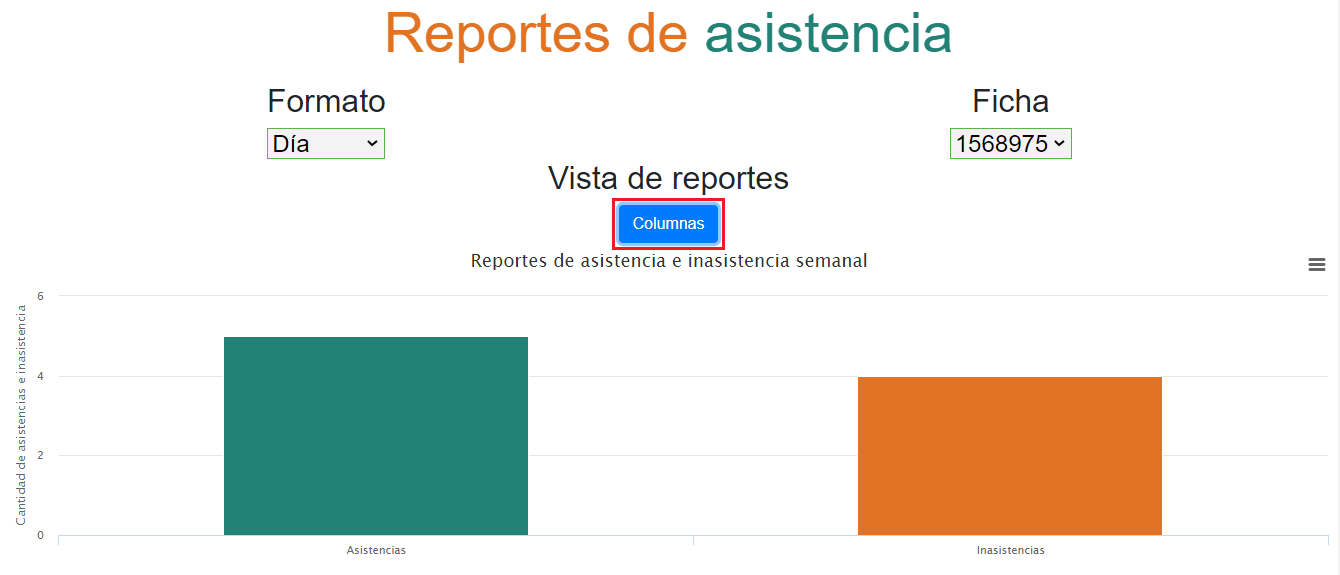 Reportes de asistencia
Formato
Ficha
Día
1568975
Vista de reportes
Columnas
Reportes de asistencia e inasistencia semanal
Cantidad de asistencias e inasistencia
6
4
2
0
Asistencias
Inasistencias